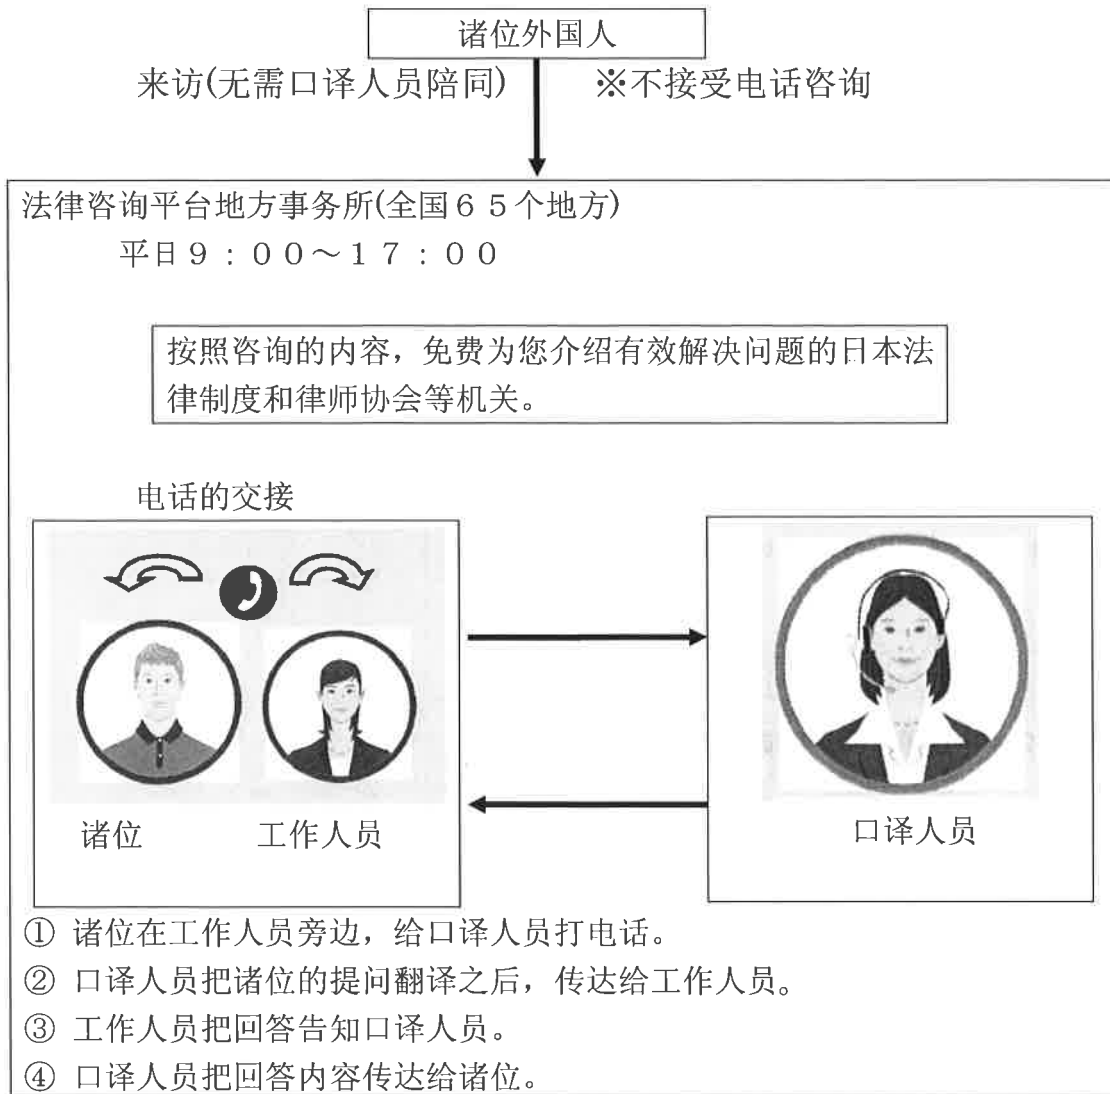 诸位外国人
来访(无需口译人员陪同)
※不接受电话咨询
法律咨询平台地方事务所(全国６５个地方)
平日９：００～１７：００
按照咨询的内容，免费为您介绍有效解决问题的日本法
律制度和律师协会等机关。
电话的交接
诸位
工作人员
口译人员
① 诸位在工作人员旁边，给口译人员打电话。
② 口译人员把诸位的提问翻译之后，传达给工作人员。
③ 工作人员把回答告知口译人员。
④ 口译人员把回答内容传达给诸位。